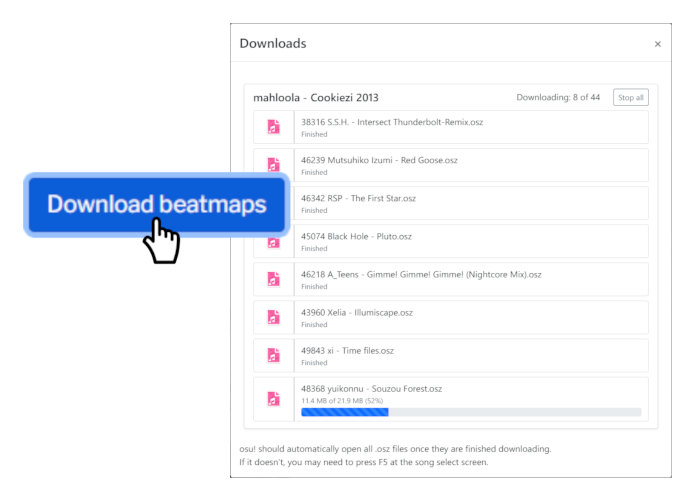 Downloads
×
mahloola - Cookiezi 2013
Downloading: 8 of 44
Stop all
38316 S.S.H. - Intersect Thunderbolt-Remix.osz
Finished
46239 Mutsuhiko Izumi - Red Goose.osz
Finished
Download beatmaps
46342 RSP - The First Star.osz
Finished
45074 Black Hole - Pluto.osz
Finished
46218 A_Teens - Gimme! Gimme! Gimme! (Nightcore Mix).osz
Finished
43960 Xelia - Illumiscape.osz
Finished
49843 xi - Time files.osz
Finished
48368 yuikonnu - Souzou Forest.osz
11.4 MB of 21.9 MB (52%)
osu! should automatically open all .osz files once they are finished downloading.
If it doesn't, you may need to press F5 at the song select screen.